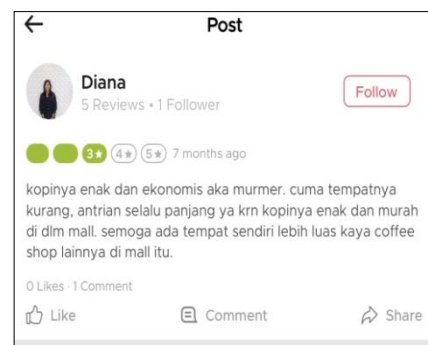 Post
Diana
5 Reviews • 1 Follower
Follow
3★ 4★ 5★ 7 months ago
kopinya enak dan ekonomis aka murmer. cuma tempatnya
kurang, antrian selalu panjang ya krn kopinya enak dan murah
di dlm mall. semoga ada tempat sendiri lebih luas kaya coffee
shop lainnya di mall itu.
0 Likes • 1 Comment
Like Comment Share